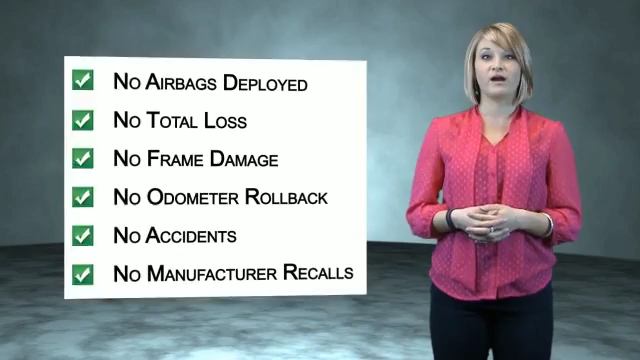 No Airbags Deployed
No Total Loss
No Frame Damage
No Odometer Rollback
No Accidents
No Manufacturer Recalls